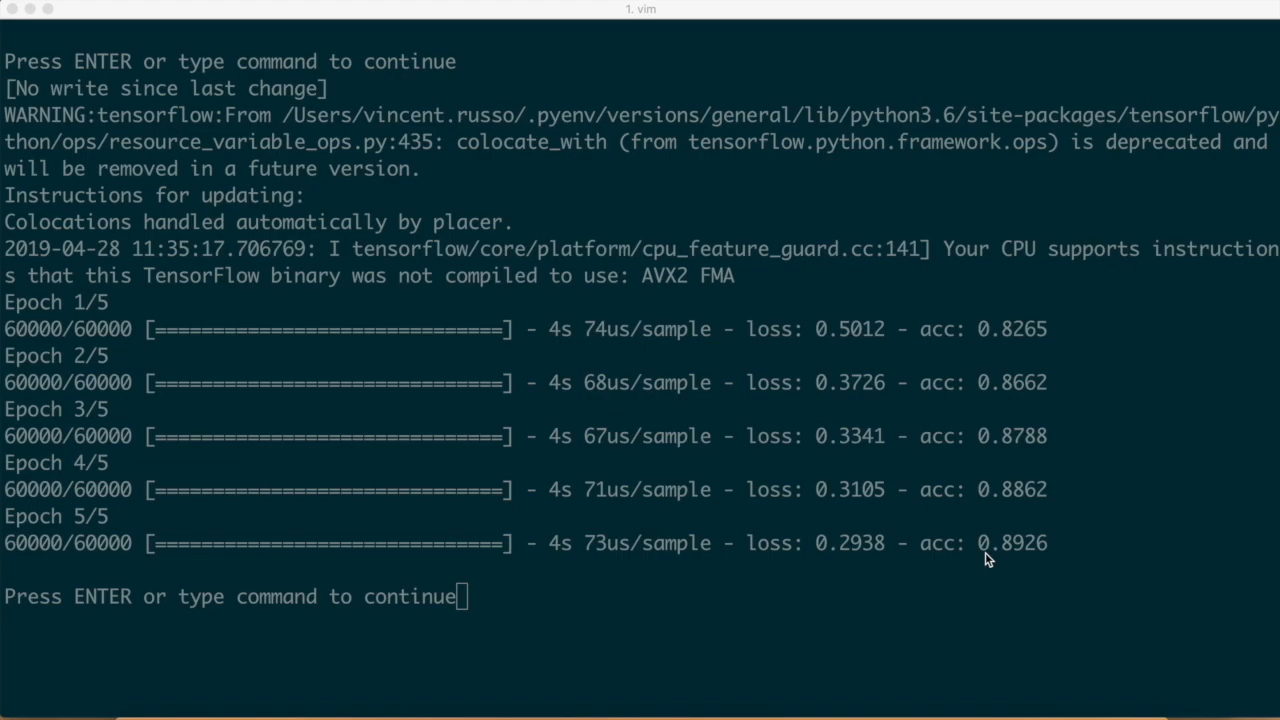 1. vim
Press ENTER or type command to continue
[No write since last change]
WARNING:tensorflow:From /Users/vincent.russo/.pyenv/versions/general/lib/python3.6/site-packages/tensorflow/py
thon/ops/resource_variable_ops.py:435: colocate_with (from tensorflow.python.framework.ops) is deprecated and
will be removed in a future version.
Instructions for updating:
Colocations handled automatically by placer.
2019-04-28 11:35:17.706769: I tensorflow/core/platform/cpu_feature_guard.cc:141] Your CPU supports instruction
s that this TensorFlow binary was not compiled to use: AVX2 FMA
Epoch 1/5
60000/60000 [==============================] - 4s 74us/sample - loss: 0.5012 - acc: 0.8265
Epoch 2/5
60000/60000 [==============================] - 4s 68us/sample - loss: 0.3726 - acc: 0.8662
Epoch 3/5
60000/60000 [==============================] - 4s 67us/sample - loss: 0.3341 - acc: 0.8788
Epoch 4/5
60000/60000 [==============================] - 4s 71us/sample - loss: 0.3105 - acc: 0.8862
Epoch 5/5
60000/60000 [==============================] - 4s 73us/sample - loss: 0.2938 - acc: 0.8926
Press ENTER or type command to continue